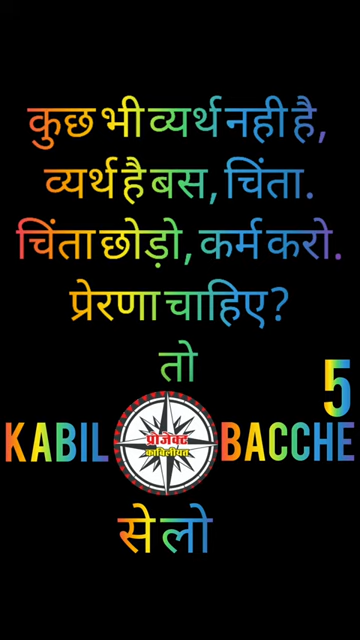 कुछ भी व्यर्थ नही है,
व्यर्थ है बस, चिंता.
चिंता छोड़ो, कर्म करो.
प्रेरणा चाहिए?
तो
5
KABIL
प्रोजेक्ट
काबिलीयत
BACCHE
से लो